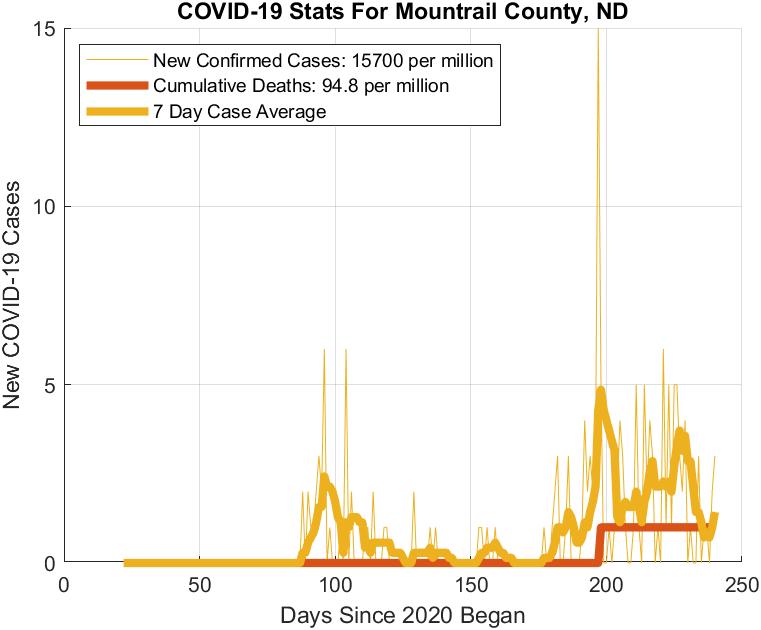 COVID-19 Stats For Mountrail County, ND
New Confirmed Cases: 15700 per million
Cumulative Deaths: 94.8 per million
7 Day Case Average
New COVID-19 Cases
15
10
5
0
0 50 100 150 200 250
Days Since 2020 Began